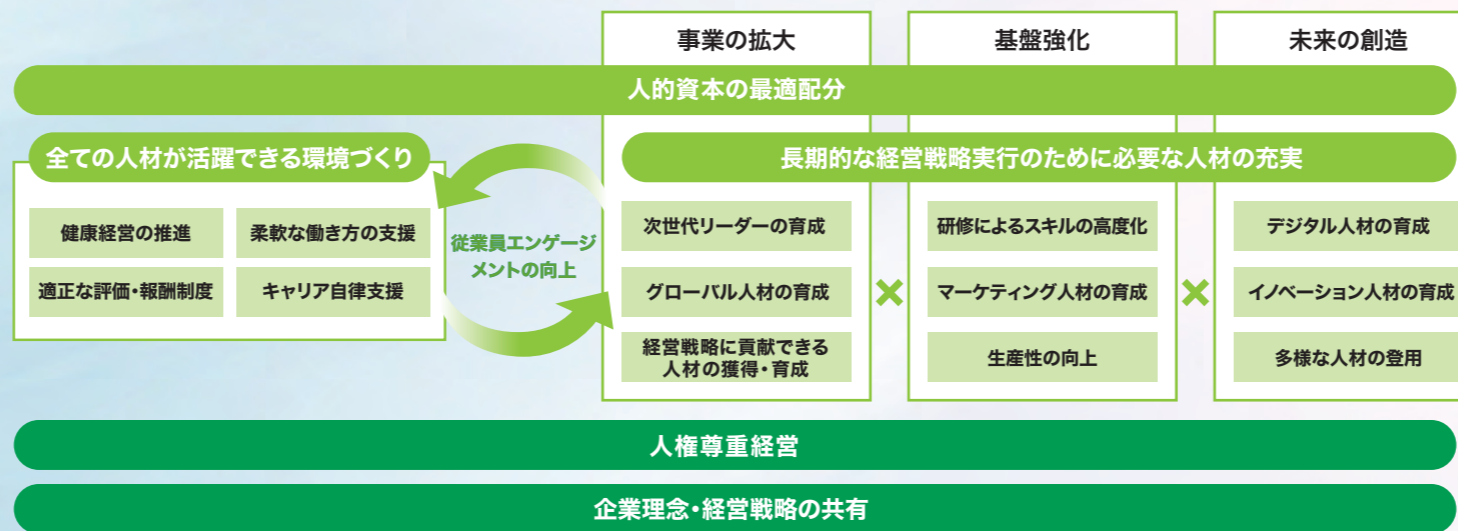 事業の拡大
基盤強化
未来の創造
人的資本の最適配分
全ての人材が活躍できる環境づくり
健康経営の推進
柔軟な働き方の支援
適正な評価・報酬制度
キャリア自律支援
従業員エンゲージ
メントの向上
長期的な経営戦略実行のために必要な人材の充実
次世代リーダーの育成
グローバル人材の育成
経営戦略に貢献できる
人材の獲得・育成
×
研修によるスキルの高度化
マーケティング人材の育成
生産性の向上
×
デジタル人材の育成
イノベーション人材の育成
多様な人材の登用
人権尊重経営
企業理念・経営戦略の共有